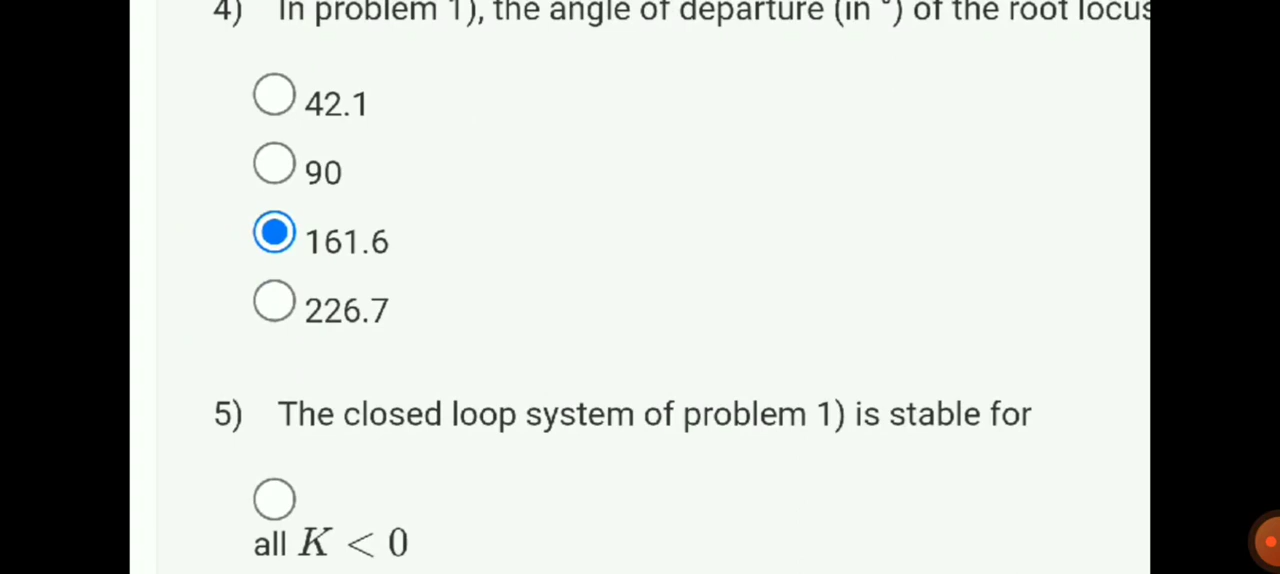 4) In problem 1), the angle of departure (in °) of the root locus
42.1
90
161.6
226.7
5) The closed loop system of problem 1) is stable for
all K < 0